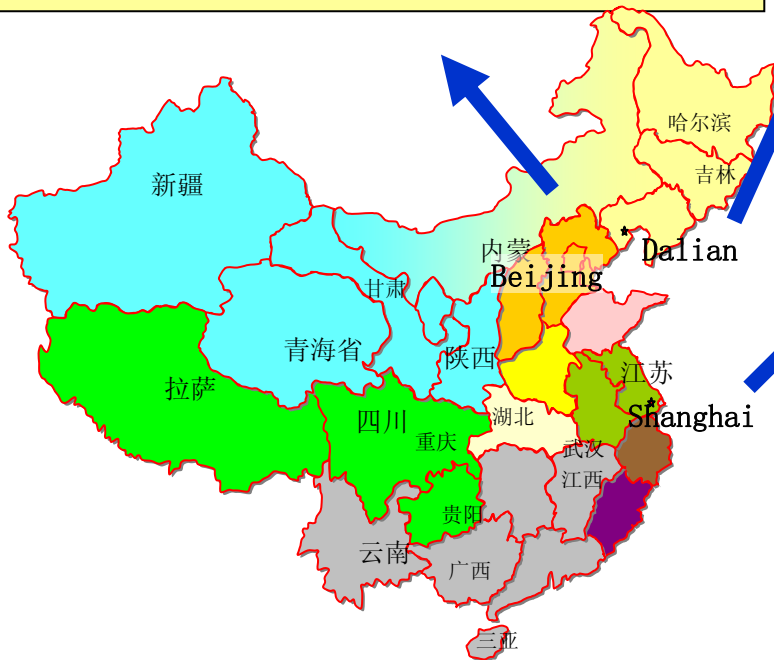 哈尔滨
吉林
新疆
内蒙
Dalian
Beijing
甘肃
青海省
陕西
江苏
拉萨
四川
湖北
Shanghai
重庆
武汉
江西
贵阳
云南
广西
三亚